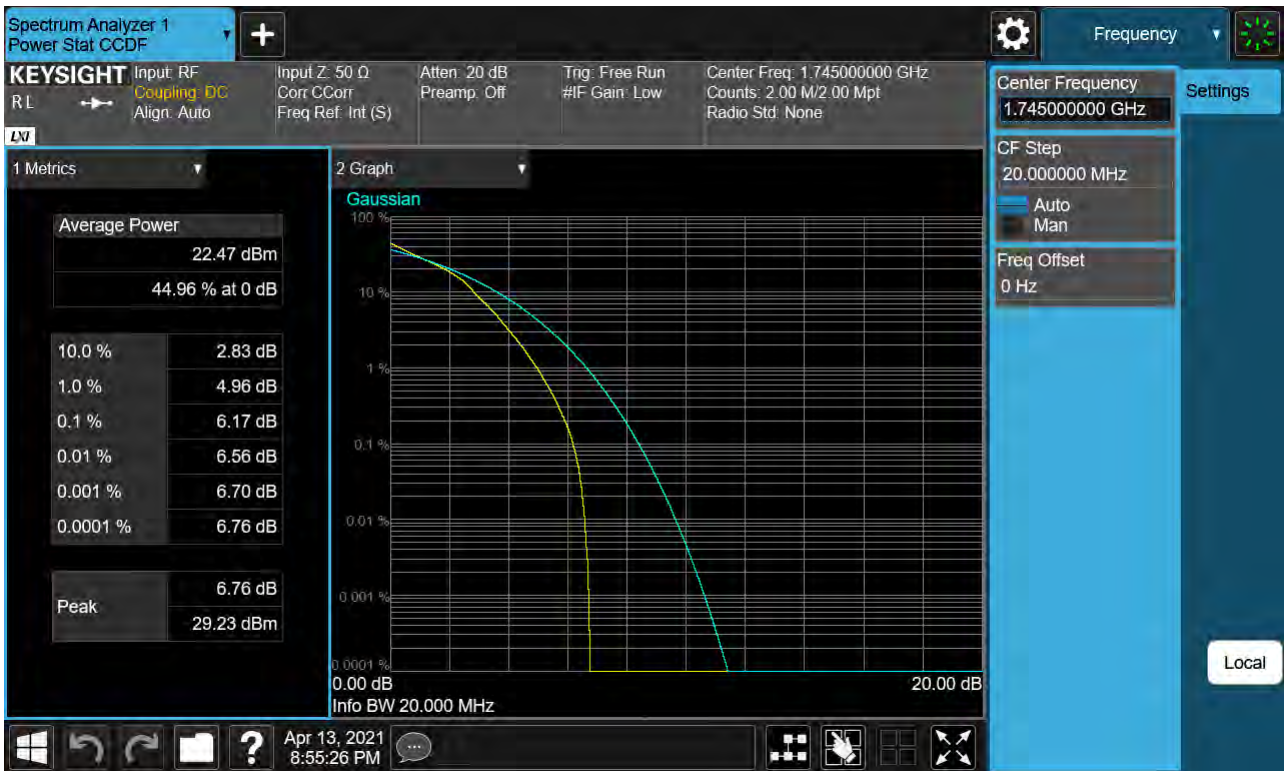 Spectrum Analyzer 1
Power Stat CCDF
+
Frequency
KEYSIGHT
RL
LXI
Input: RF
Coupling: DC
Align: Auto
Input Z: 50 Ω
Corr CCorr
Freq Ref: Int (S)
Atten: 20 dB
Preamp: Off
Trig: Free Run
#IF Gain: Low
Center Freq: 1.745000000 GHz
Counts: 2.00 M/2.00 Mpt
Radio Std: None
Center Frequency
1.745000000 GHz
Settings
CF Step
20.000000 MHz
Auto
Man
Freq Offset
0 Hz
1 Metrics
Average Power
22.47 dBm
44.96 % at 0 dB
10.0 % 2.83 dB
1.0 % 4.96 dB
0.1 % 6.17 dB
0.01 % 6.56 dB
0.001 % 6.70 dB
0.0001 % 6.76 dB
Peak
6.76 dB
29.23 dBm
2 Graph
Gaussian
100 %
10 %
1 %
0.1 %
0.01 %
0.001 %
0.0001 %
0.00 dB 20.00 dB
Info BW 20.000 MHz
Local
?
Apr 13, 2021
8:55:26 PM